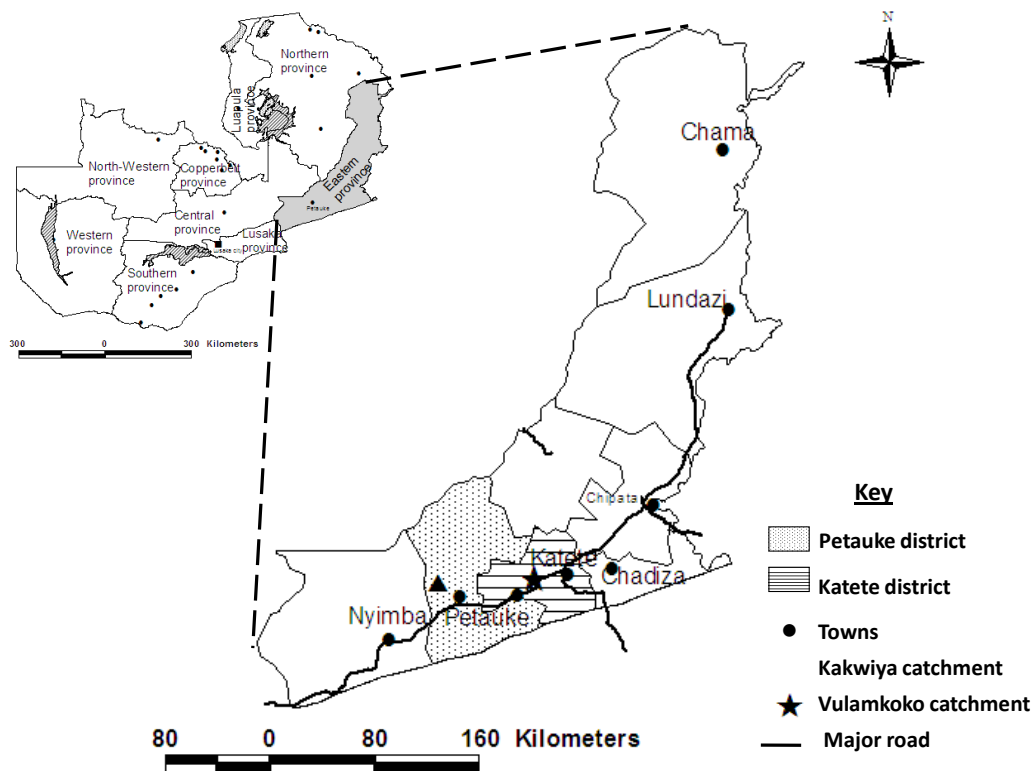 N
Northern
province
Luapula
province
North-Western
province
Copperbelt
province
Eastern
province
Petauke
Central
province
Lusaka
province
Lusaka city
Western
province
Southern
province
300 0 300 Kilometers
Chama
Lundazi
Chipata
Katete
Chadiza
Nyimba
Petauke
80 0 80 160 Kilometers
Key
Petauke district
Katete district
Towns
Kakwiya catchment
Vulamkoko catchment
Major road